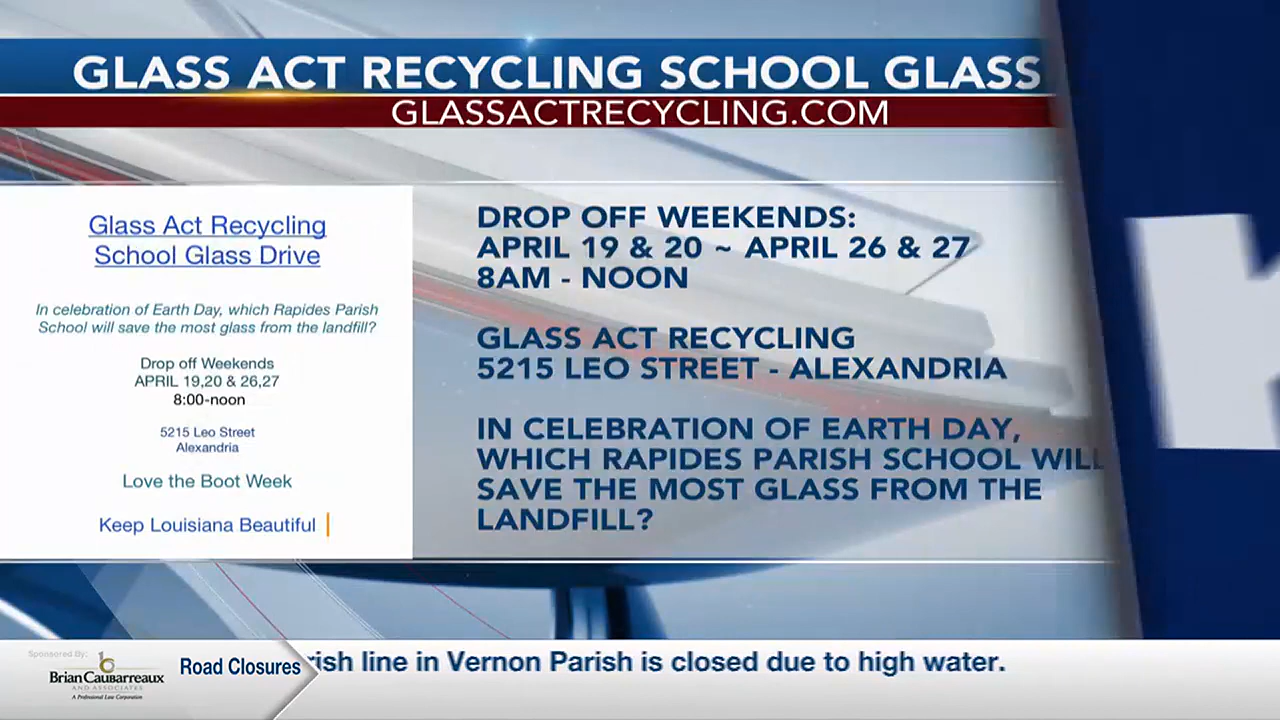 GLASS ACT RECYCLING SCHOOL GLASS
GLASSACTRECYCLING.COM
Glass Act Recycling
School Glass Drive
In celebration of Earth Day, which Rapides Parish
School will save the most glass from the landfill?
Drop off Weekends
APRIL 19,20 & 26,27
8:00-noon
5215 Leo Street
Alexandria
Love the Boot Week
Keep Louisiana Beautiful
DROP OFF WEEKENDS:
APRIL 19 & 20 ~ APRIL 26 & 27
8AM - NOON
GLASS ACT RECYCLING
5215 LEO STREET - ALEXANDRIA
IN CELEBRATION OF EARTH DAY,
WHICH RAPIDES PARISH SCHOOL WILL
SAVE THE MOST GLASS FROM THE
LANDFILL?
Sponsored By:
Brian Caubarreaux
AND ASSOCIATES
A Professional Law Corporation
Road Closures
rish line in Vernon Parish is closed due to high water.